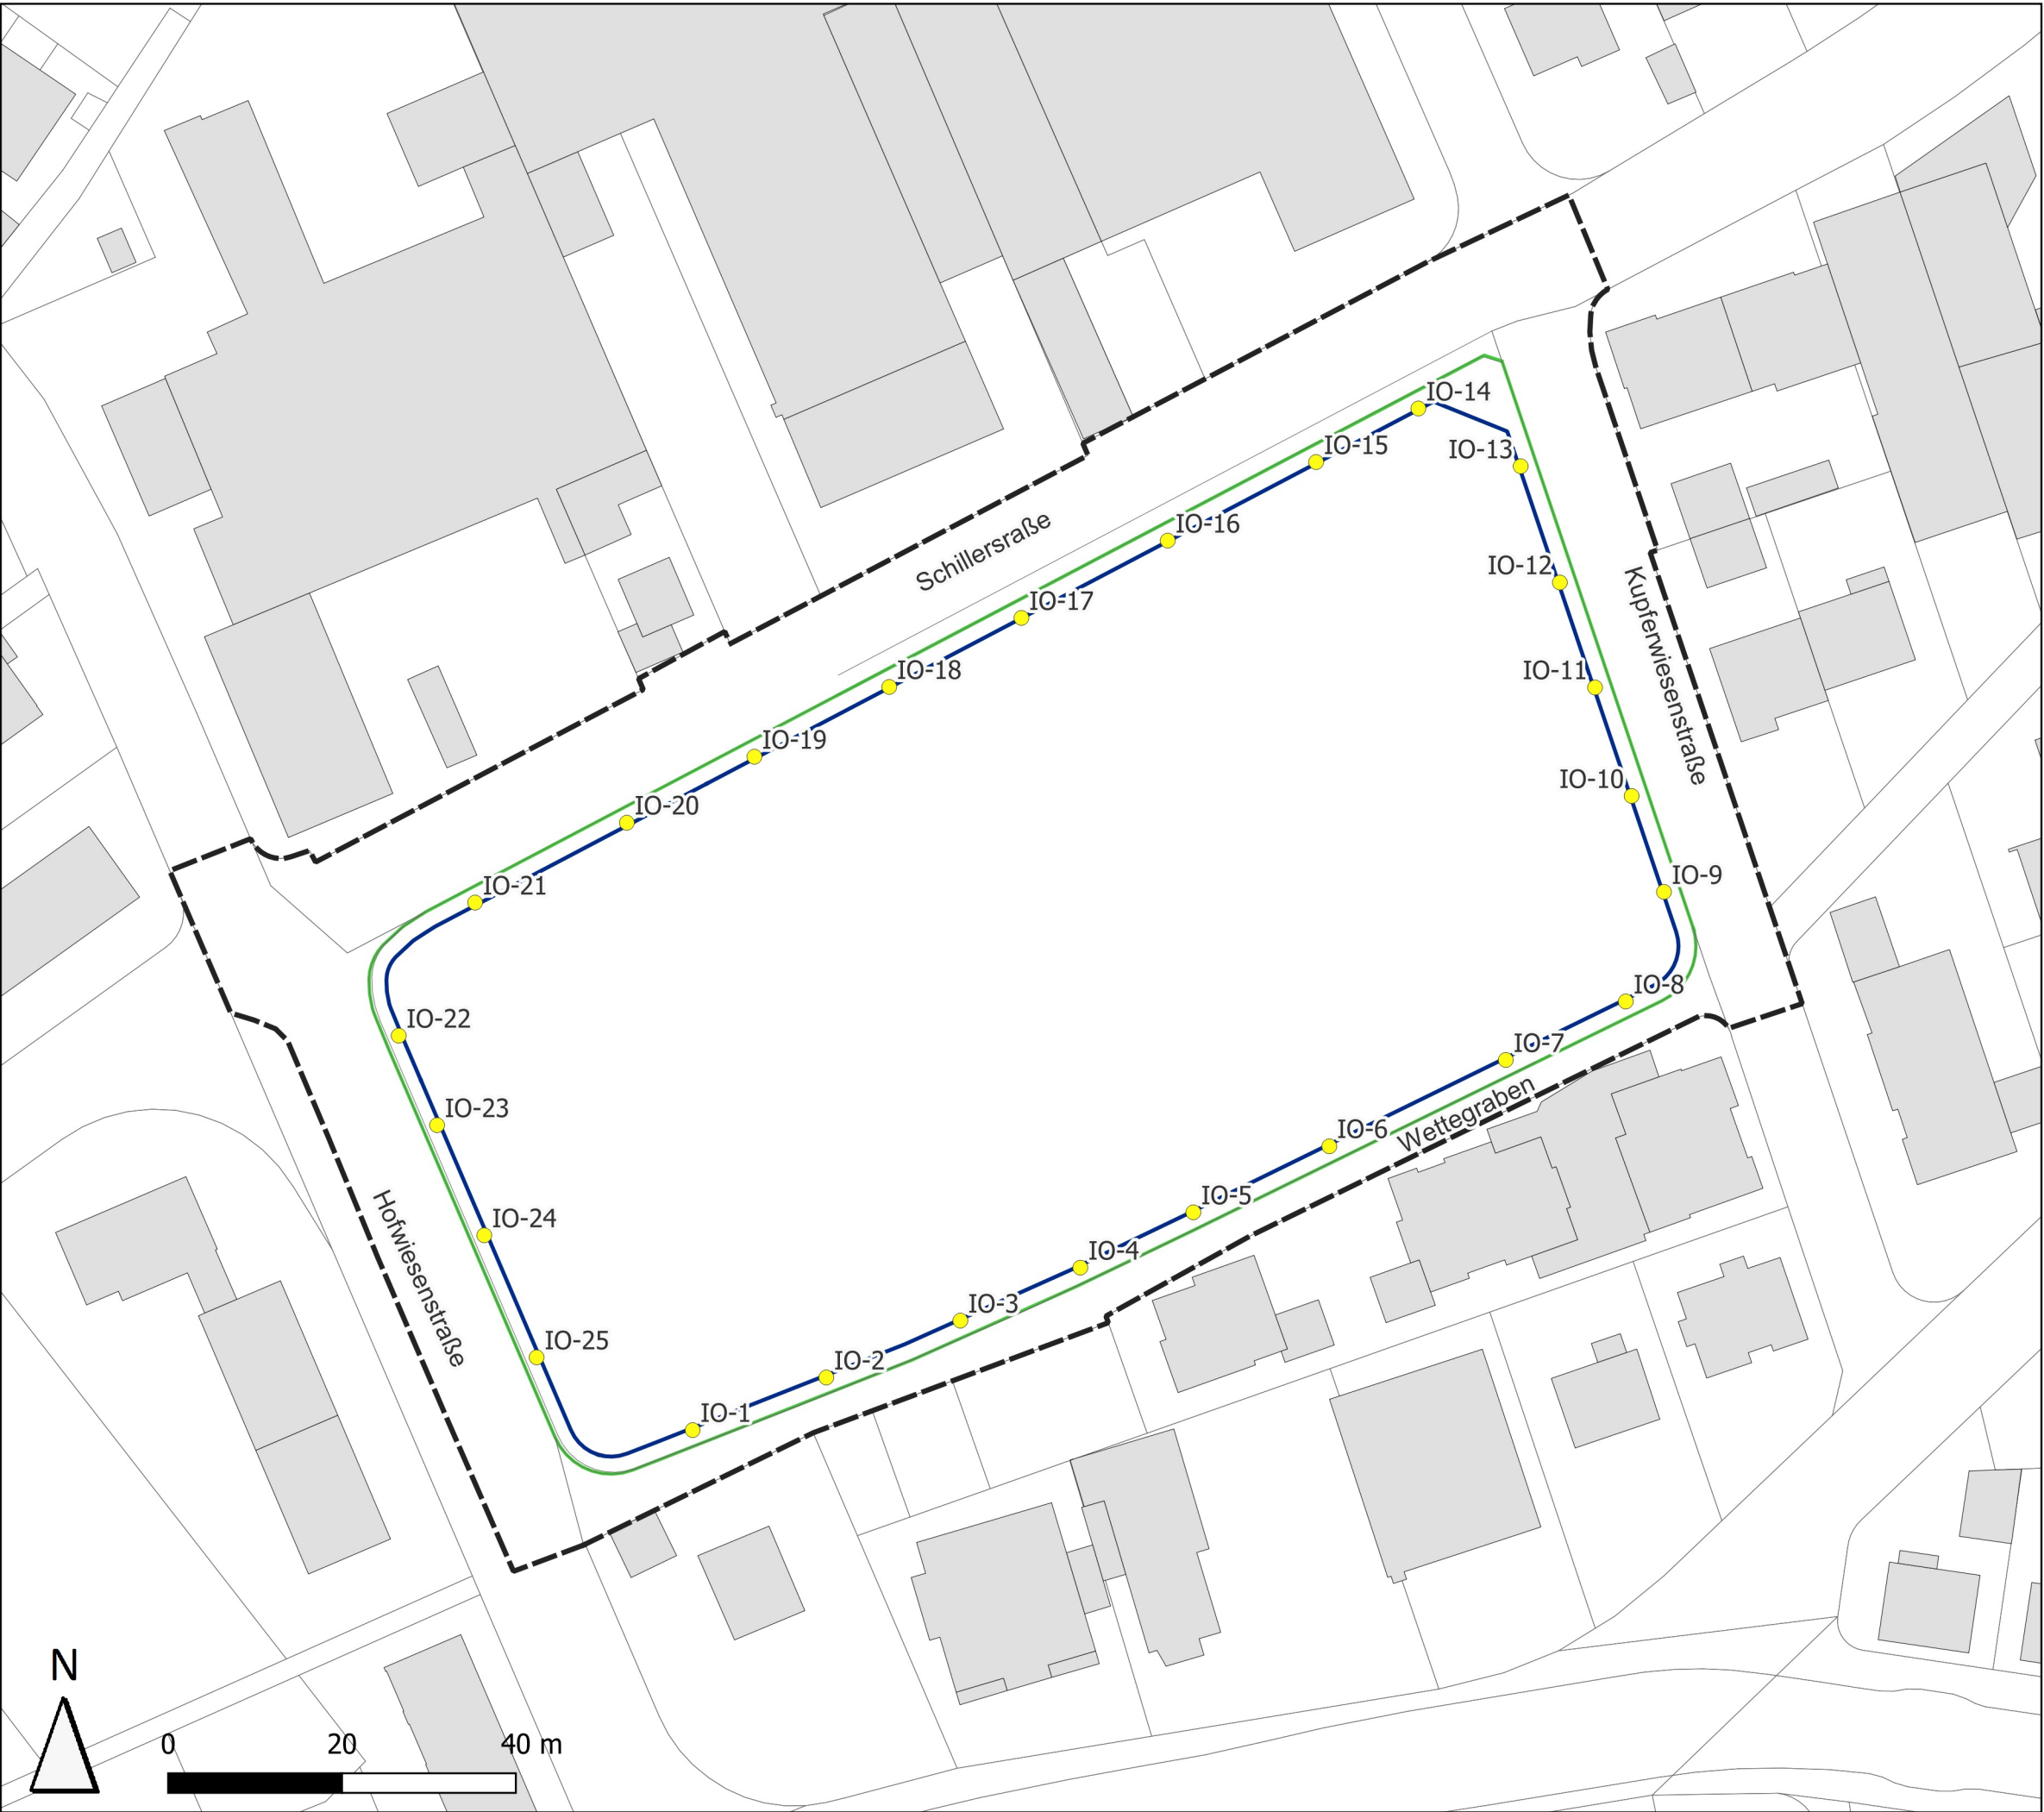 IO-14
IO-15
IO-13
IO-16
Schillersraße
IO-12
IO-17
IO-18
IO-11
Kupferwiesenstraße
IO-19
IO-10
IO-20
IO-21
IO-9
IO-8
IO-22
IO-7
IO-23
Wettegraben
IO-6
IO-5
IO-24
Hofwiesenstraße
IO-4
IO-3
IO-25
IO-2
IO-1
N
0 20 40 m